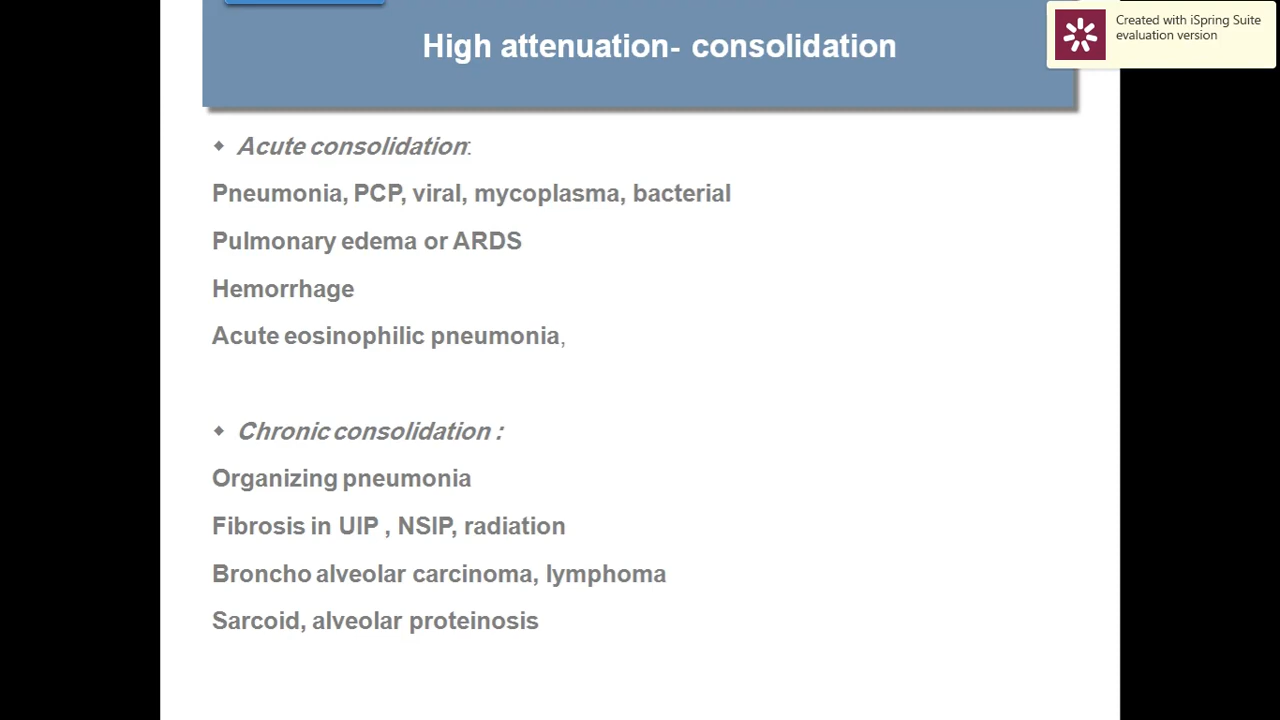 High attenuation- consolidation
Created with iSpring Suite
evaluation version
Acute consolidation:
Pneumonia, PCP, viral, mycoplasma, bacterial
Pulmonary edema or ARDS
Hemorrhage
Acute eosinophilic pneumonia,
Chronic consolidation :
Organizing pneumonia
Fibrosis in UIP , NSIP, radiation
Broncho alveolar carcinoma, lymphoma
Sarcoid, alveolar proteinosis